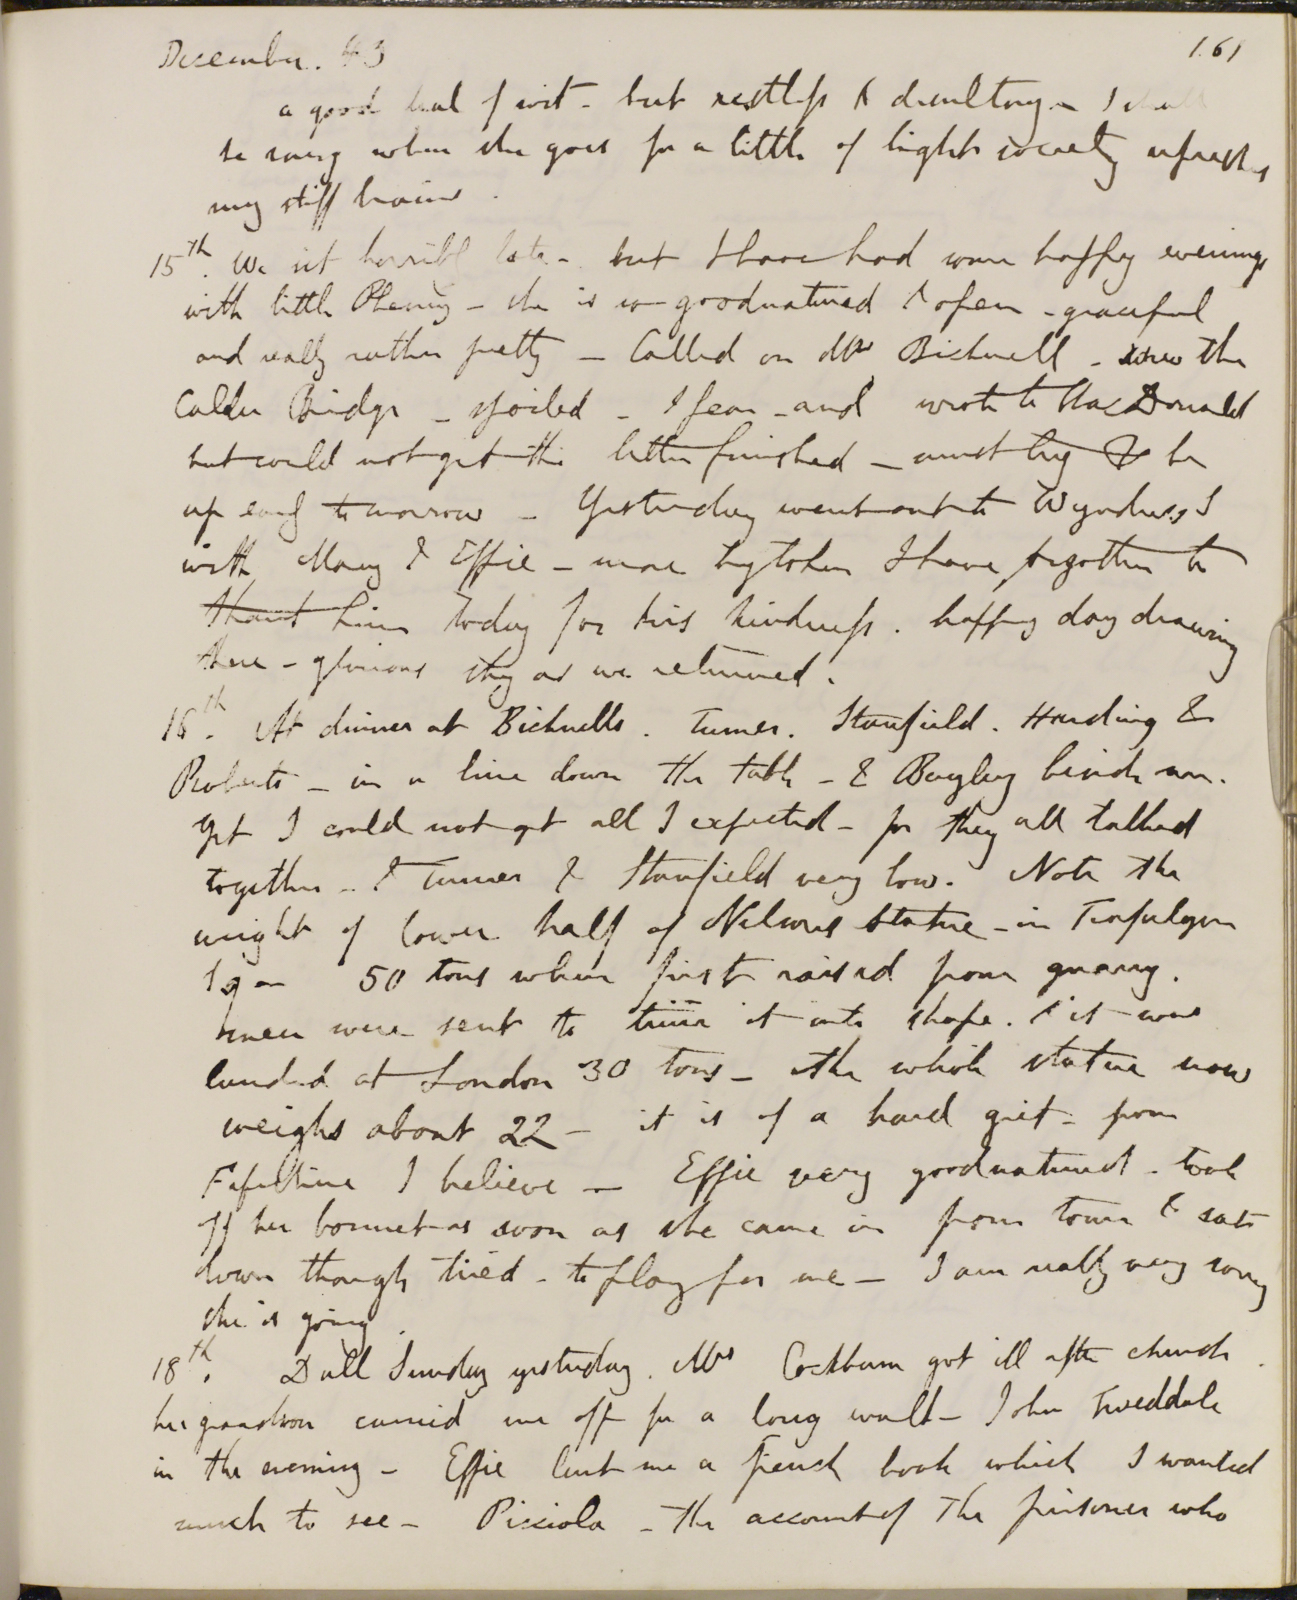 December. 43
161
a good deal of wit - but restless & desultory - I shall
be sorry when she goes for a little of light society refreshes
my stiff brains.
15th. We sit horribly late - but I have had some happy evenings
with little Phemy - she is so goodnatured & open - graceful
and really rather pretty - Called on Mrs Bicknell - saw the
Calder Bridge - spoiled - I fear - and wrote to MacDonald
but could not get the letter finished - must try & be
up early tomorrow - Yesterday went out to Windus's
with Mary & Effie - more by token I have forgotten to
thank him today for his kindness. happy day drawing
there - glorious sky as we returned.
16th. At dinner at Bicknells. Turner. Stanfield. Harding &
Roberts - in a line down the table - & Bayley beside me.
Yet I could not get all I expected - for they all talked
together - & Turner & Stanfield very low. Note the
weight of lower half of Nelsons statue - in Trafalgar
Sq - 50 tons when first raised from quarry.
men were sent to trim it into shape. & it was
landed at London 30 tons - the whole statue now
weighs about 22 - it is of a hard grit - from
Fifeshire I believe - Effie very goodnatured - took
off her bonnet as soon as she came in from town & sat
down though tired - to play for me - I am really very sorry
she is going.
18th. Dull Sunday yesterday. Mrs Cockburn got ill after church.
her grandson carried me off for a long walk - John Tweddale
in the evening - Effie lent me a French book which I wanted
much to see - Picciola - the account of the prisoner who